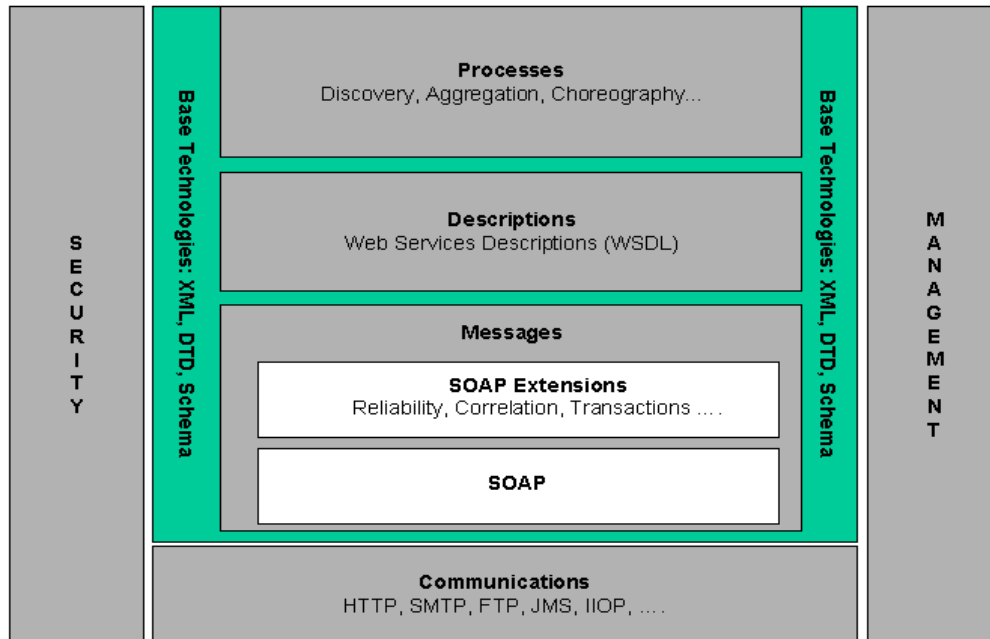 SECURITY
Base Technologies: XML, DTD, Schema
Processes
Discovery, Aggregation, Choreography...
Descriptions
Web Services Descriptions (WSDL)
Messages
SOAP Extensions
Reliability, Correlation, Transactions ....
SOAP
Base Technologies: XML, DTD, Schema
MANAGEMENT
Communications
HTTP, SMTP, FTP, JMS, IIOP, ....